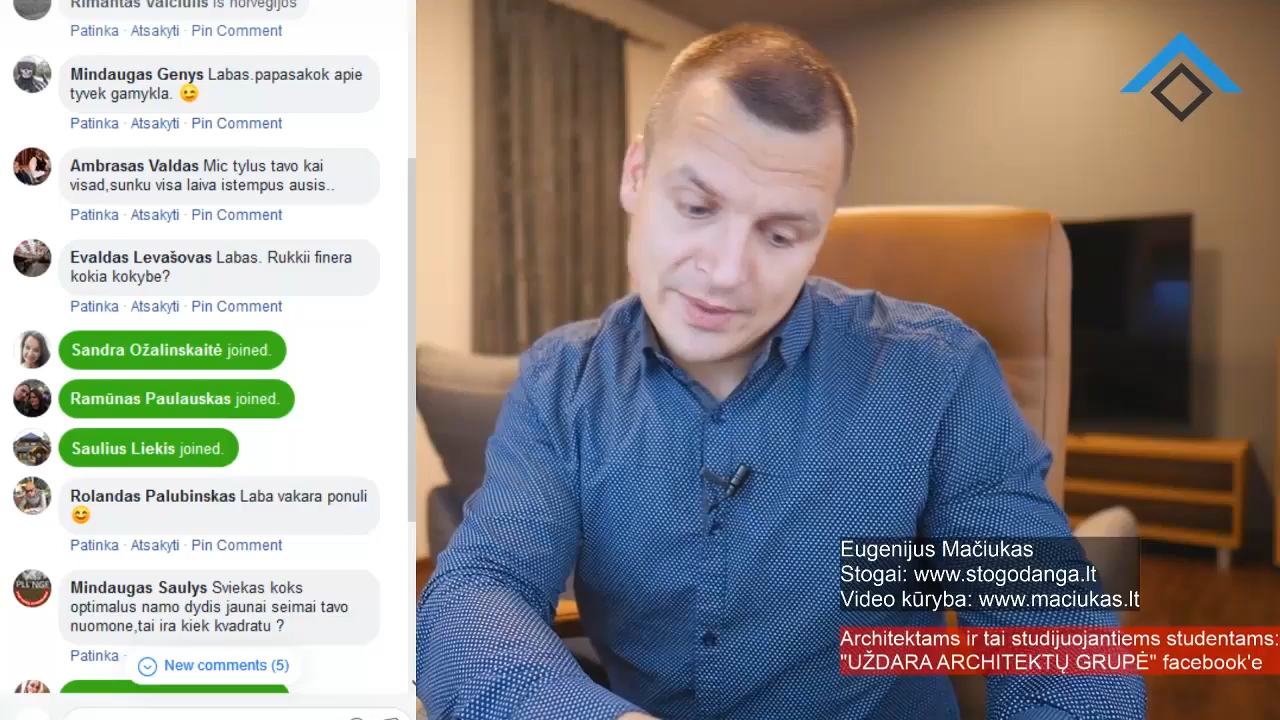 Rimantas Vaiciulis Is norvegijos
Patinka · Atsakyti · Pin Comment
Mindaugas Genys Labas.papasakok apie
tyvek gamykla. 😉
Patinka · Atsakyti · Pin Comment
Ambrasas Valdas Mic tylus tavo kai
visad,sunku visa laiva istempus ausis..
Patinka · Atsakyti · Pin Comment
Evaldas Levašovas Labas. Rukkii finera
kokia kokybe?
Patinka · Atsakyti · Pin Comment
Sandra Ožalinskaitė joined.
Ramūnas Paulauskas joined.
Saulius Liekis joined.
Rolandas Palubinskas Laba vakara ponuli
😊
Patinka · Atsakyti · Pin Comment
Mindaugas Saulys Sviekas koks
optimalus namo dydis jaunai seimai tavo
nuomone,tai ira kiek kvadratu ?
Patinka ·
New comments (5)
Eugenijus Mačiukas
Stogai: www.stogodanga.lt
Video kūryba: www.maciukas.lt
Architektams ir tai studijuojantiems studentams:
"UŽDARA ARCHITEKTŲ GRUPĖ" facebook'e